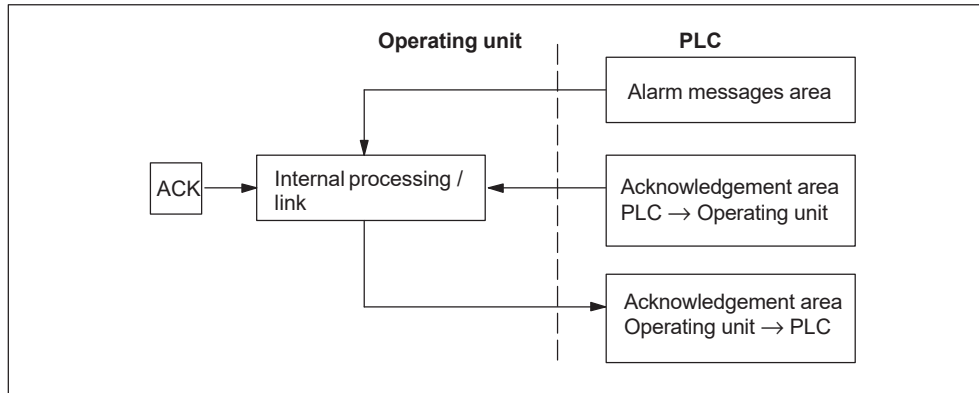 Operating unit
PLC
Alarm messages area
ACK
Internal processing /
link
Acknowledgement area
PLC → Operating unit
Acknowledgement area
Operating unit → PLC